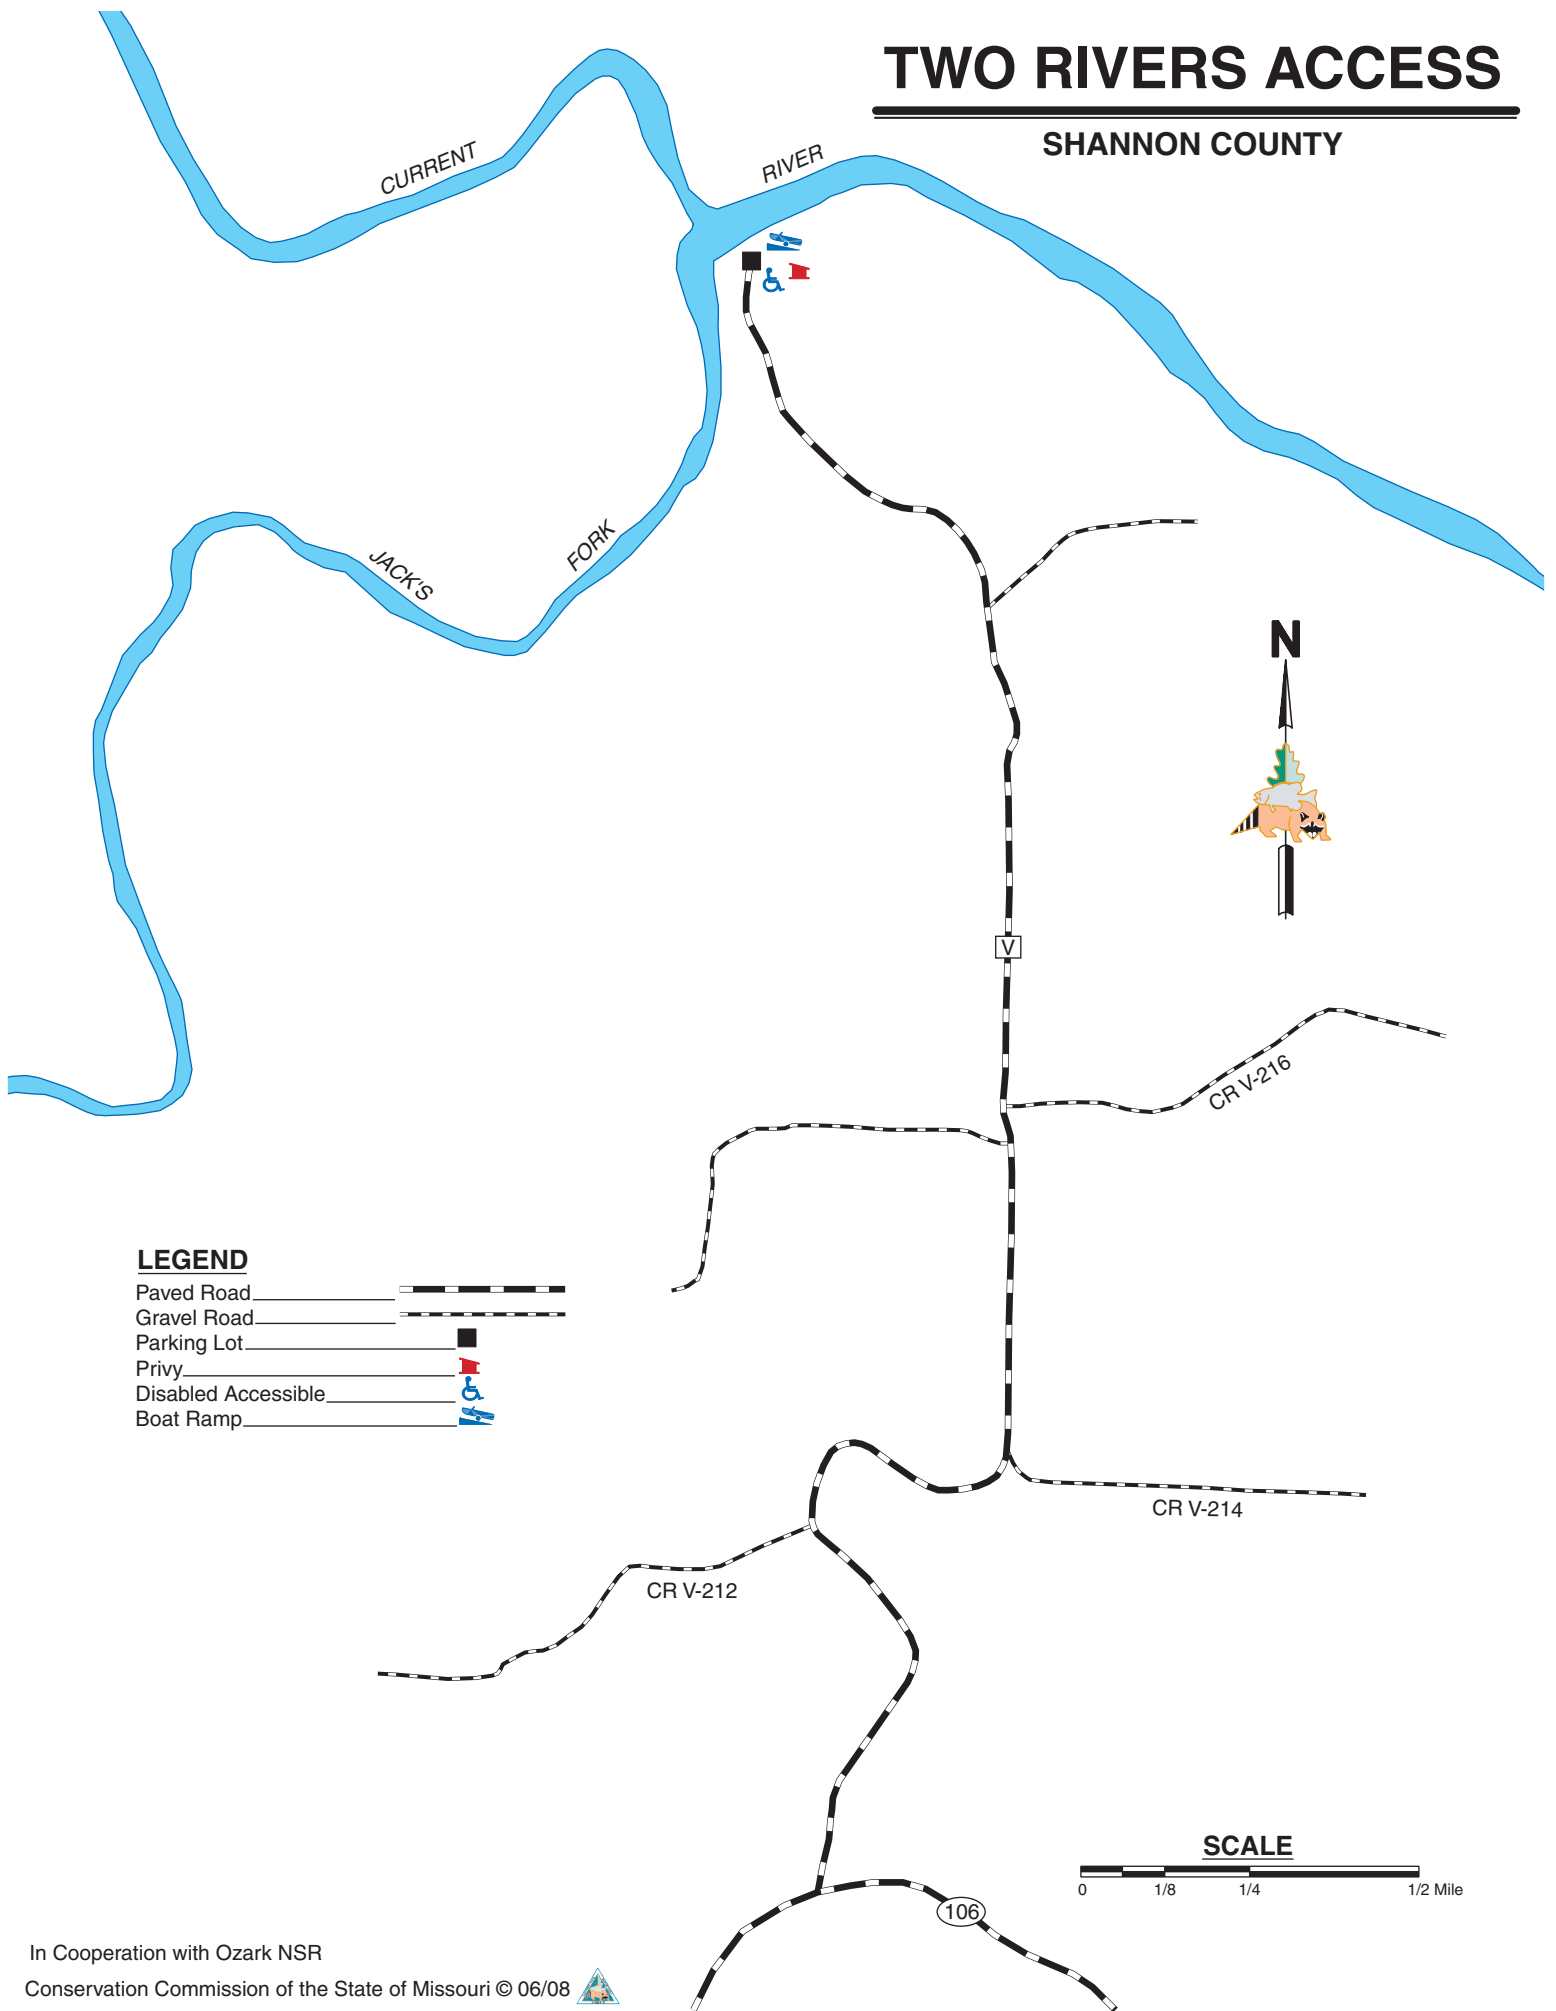 TWO RIVERS ACCESS
SHANNON COUNTY
CURRENT
RIVER
JACK'S
FORK
N
V
CR V-216
LEGEND
Paved Road
Gravel Road
Parking Lot
Privy
Disabled Accessible
Boat Ramp
CR V-214
CR V-212
SCALE
0 1/8 1/4 1/2 Mile
106
In Cooperation with Ozark NSR
Conservation Commission of the State of Missouri © 06/08